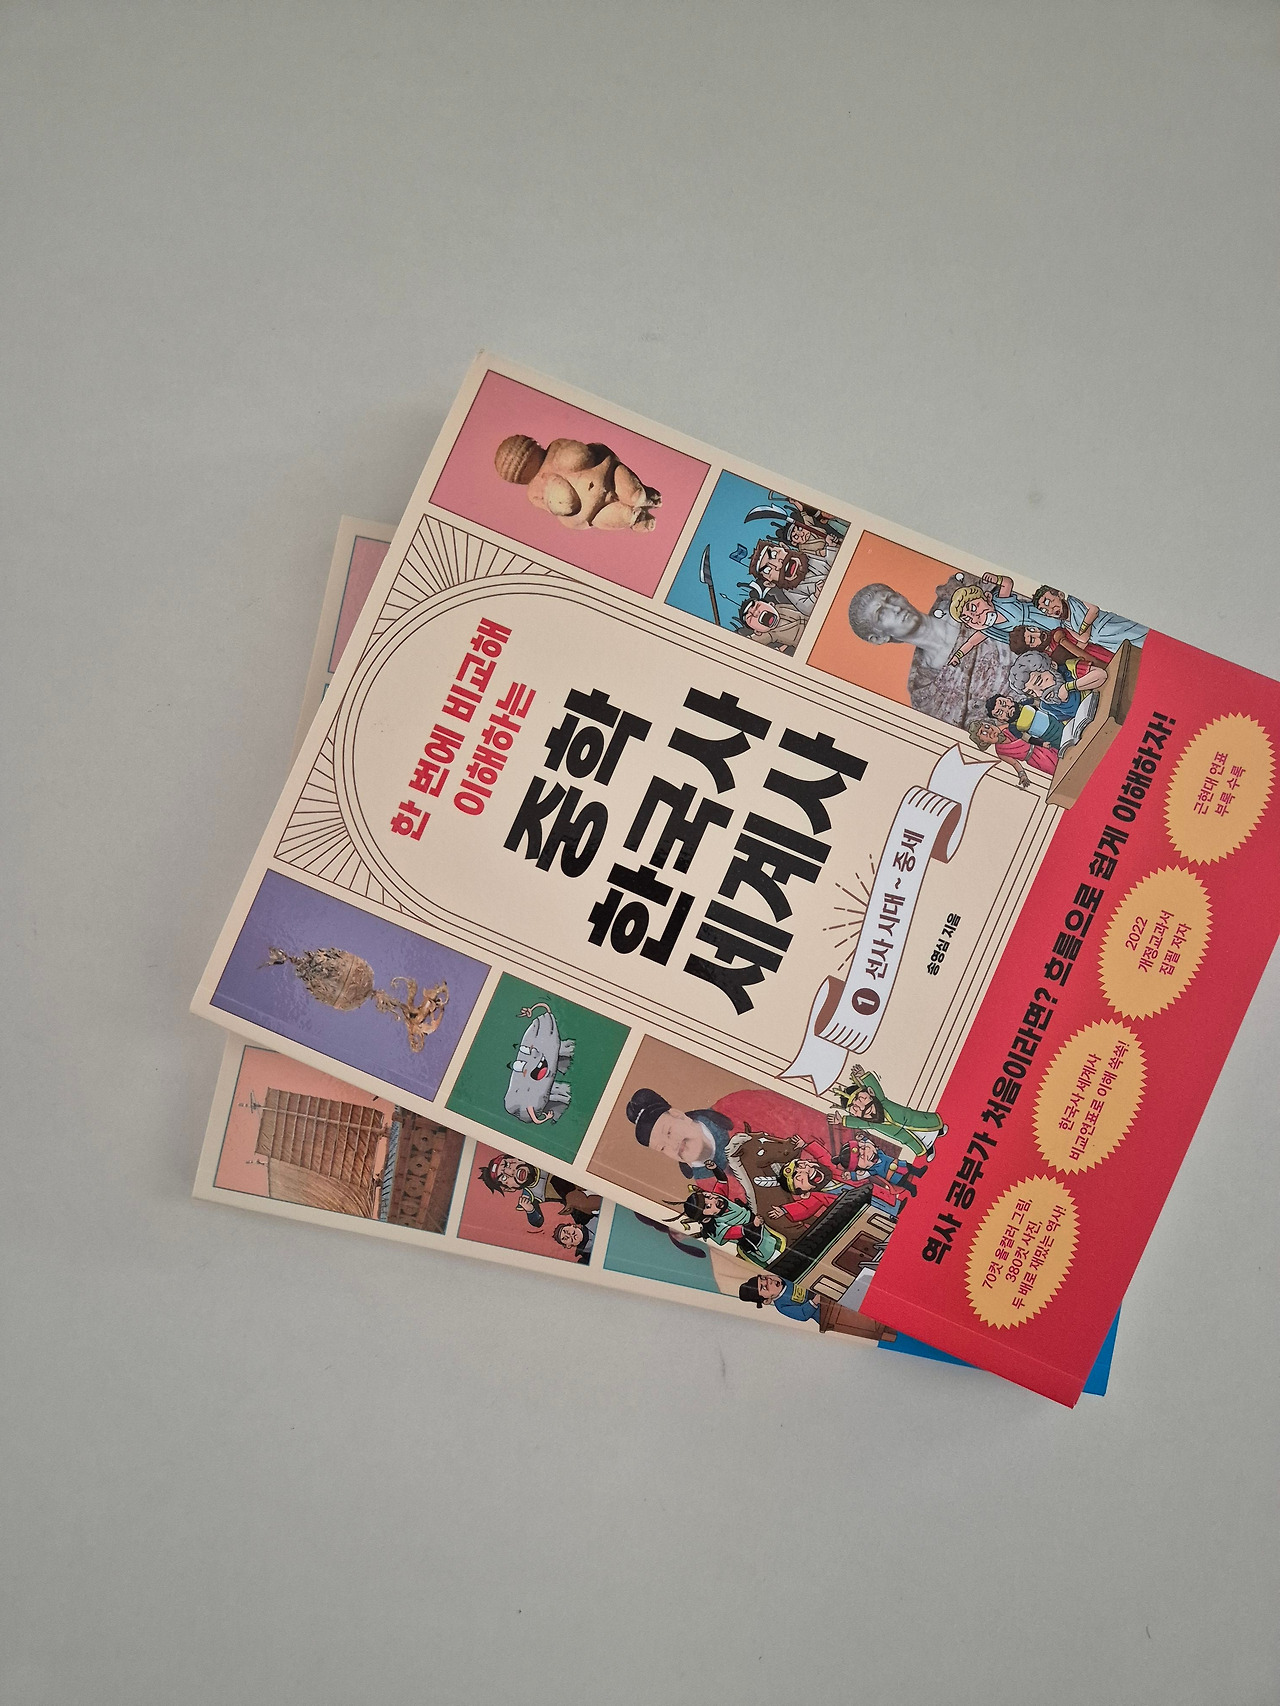 한 번에 비교해
이해하는
중학
한국사
세계사
1 선사 시대 ~ 중세
송영심 지음
역사 공부가 처음이라면? 흐름으로 쉽게 이해하자!
70컷 올컬러 그림,
380컷 사진
두 배로 재밌는 역사!
한국사 세계사
비교연표로 이해 쏙쏙!
2022
개정교과서
집필 저자
근현대 연표
부록 수록